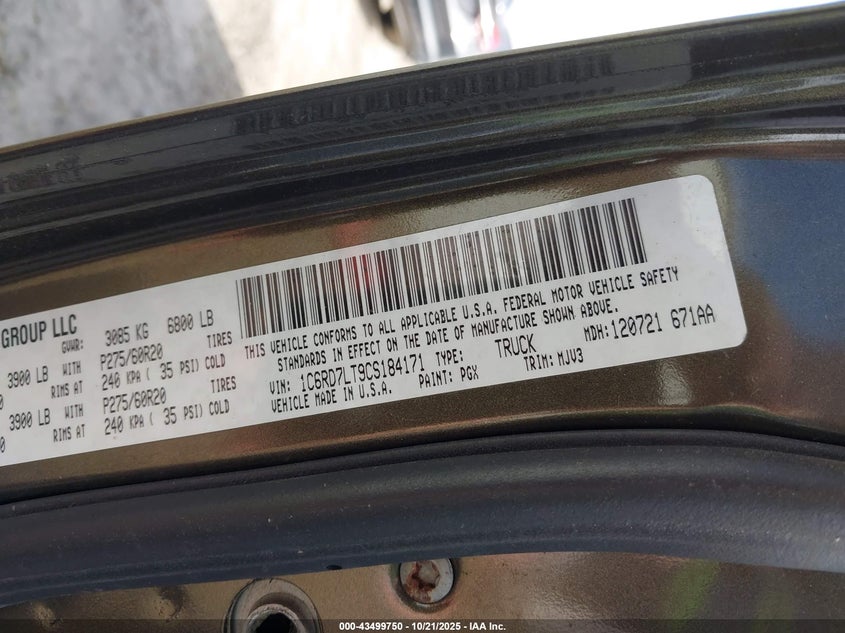 GROUP LLC
GVWR: 3085 KG 6800 LB
3900 LB WITH P275/60R20 TIRES
RIMS AT 240 KPA ( 35 PSI) COLD
3900 LB WITH P275/60R20 TIRES
RIMS AT 240 KPA ( 35 PSI) COLD
THIS VEHICLE CONFORMS TO ALL APPLICABLE U.S.A. FEDERAL MOTOR VEHICLE SAFETY
STANDARDS IN EFFECT ON THE DATE OF MANUFACTURE SHOWN ABOVE.
VIN: 1C6RD7LT9CS184171 TYPE: TRUCK MDH: 120721 671AA
VEHICLE MADE IN U.S.A. PAINT: PGX TRIM: MJV3
000-43499750 - 10/21/2025 - IAA Inc.